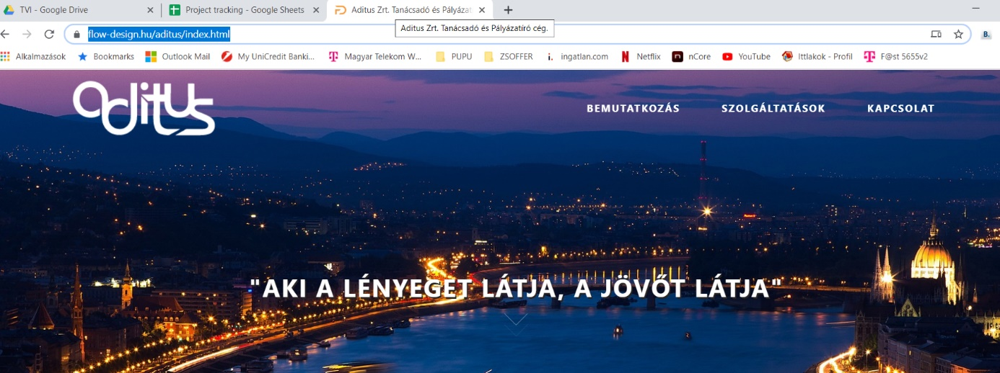 TVI - Google Drive
Project tracking - Google Sheets
Aditus Zrt. Tanácsadó és Pályázat
Aditus Zrt. Tanácsadó és Pályázatíró cég.
flow-design.hu/aditus/index.html
B.
Alkalmazások
Bookmarks
Outlook Mail
My UniCredit Banki...
Magyar Telekom W...
PUPU
ZSOFFER
ingatlan.com
Netflix
nCore
YouTube
Ittlakok - Profil
F@st 5655v2
aditus
BEMUTATKOZÁS
SZOLGÁLTATÁSOK
KAPCSOLAT
"AKI A LÉNYEGET LÁTJA, A JÖVŐT LÁTJA"